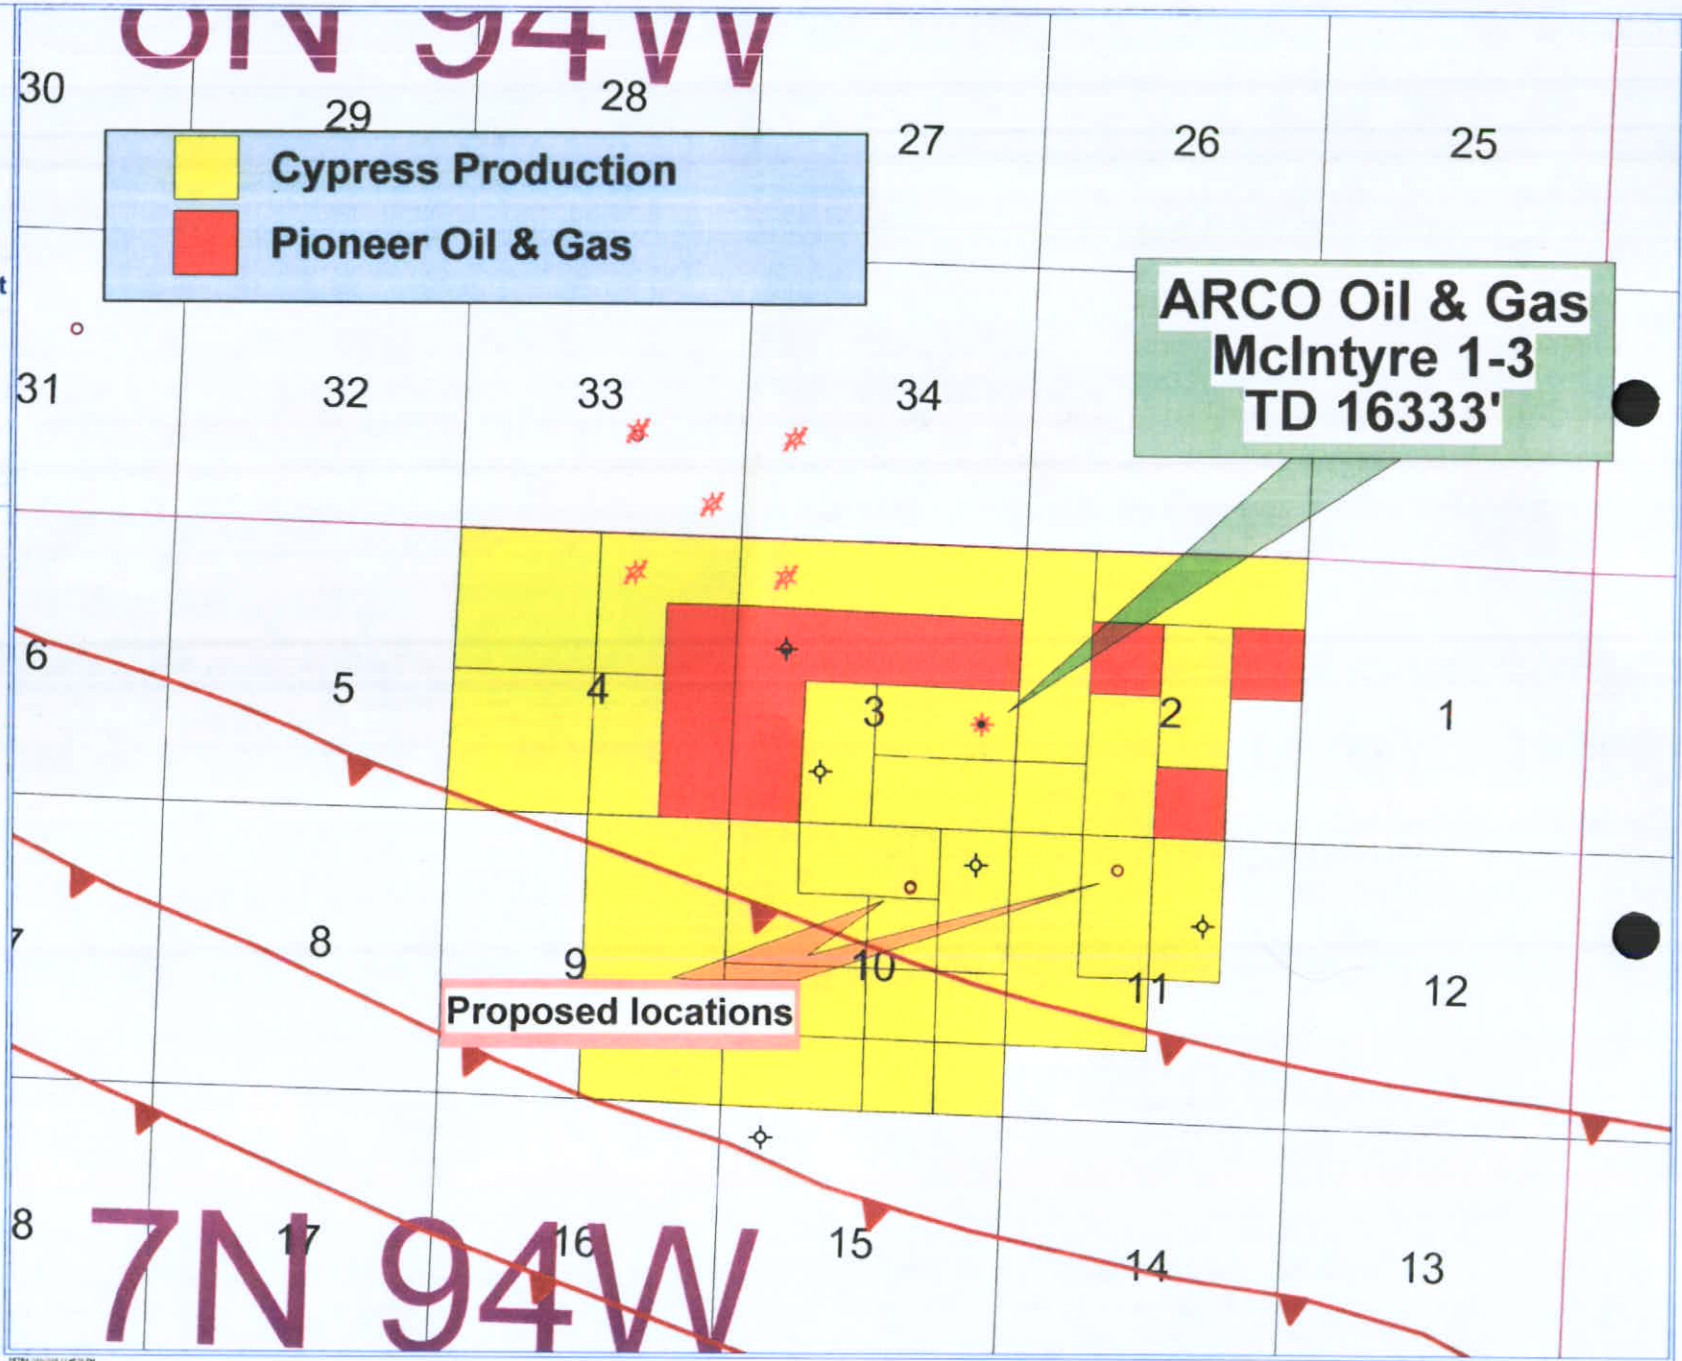 8N 94W
30 29 28 27 26 25
Cypress Production
Pioneer Oil & Gas
ARCO Oil & Gas
McIntyre 1-3
TD 16333'
t
31 32 33 34
6 5 4 3 2 1
7 8 9 10 11 12
Proposed locations
8 17 16 15 14 13
7N 94W